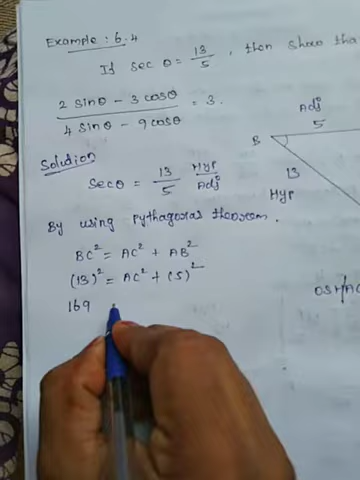 Example : 6.4
If sec θ = 13/5 , then show tha
2 sinθ - 3 cosθ / 4 sinθ - 9 cosθ = 3.
Solution
Secθ = 13/5 Hyp/Adj
By using Pythagoras theorem.
BC² = AC² + AB²
(13)² = AC² + (5)²
169
Adj
5
B
13
Hyp